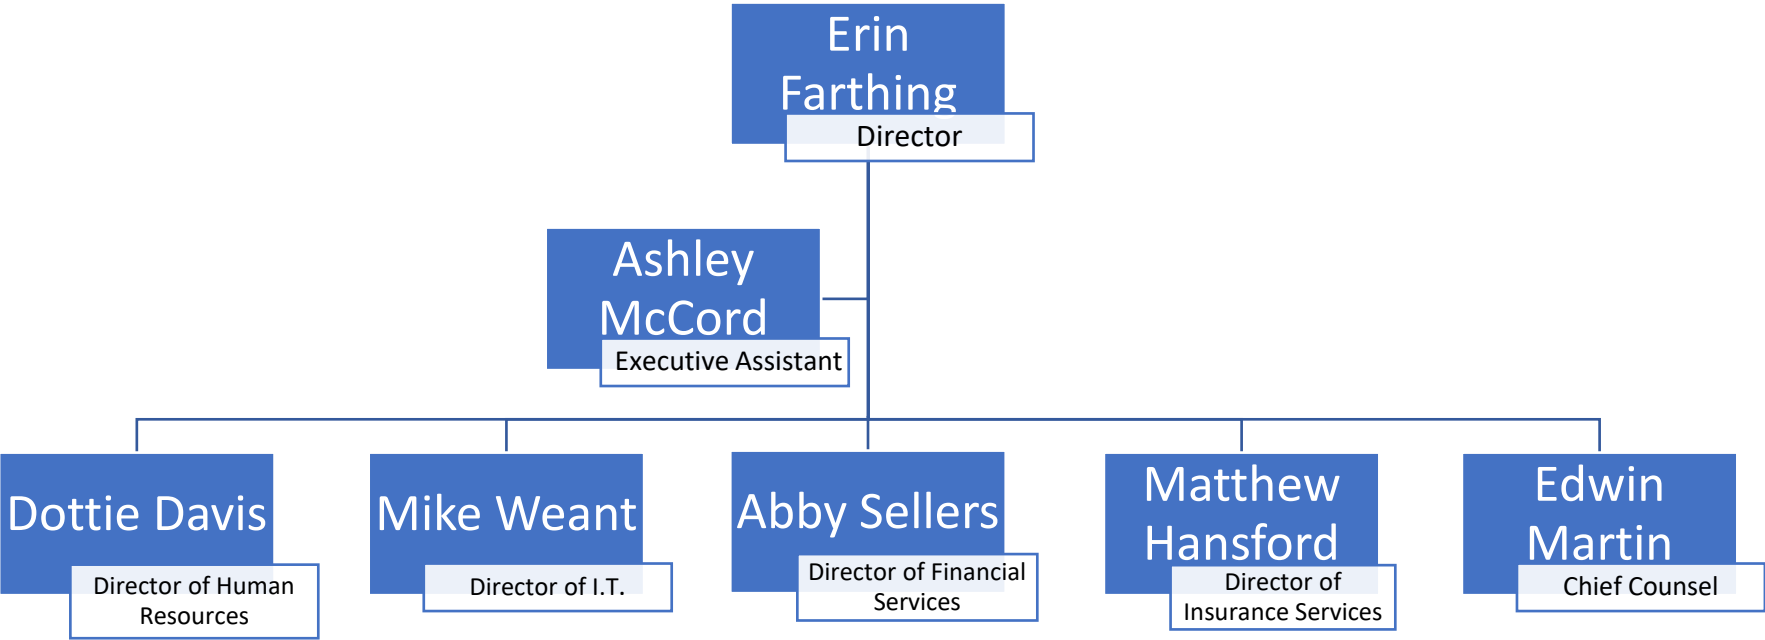 Erin
Farthing
Director
Ashley
McCord
Executive Assistant
Dottie Davis
Director of Human
Resources
Mike Weant
Director of I.T.
Abby Sellers
Director of Financial
Services
Matthew
Hansford
Director of
Insurance Services
Edwin
Martin
Chief Counsel